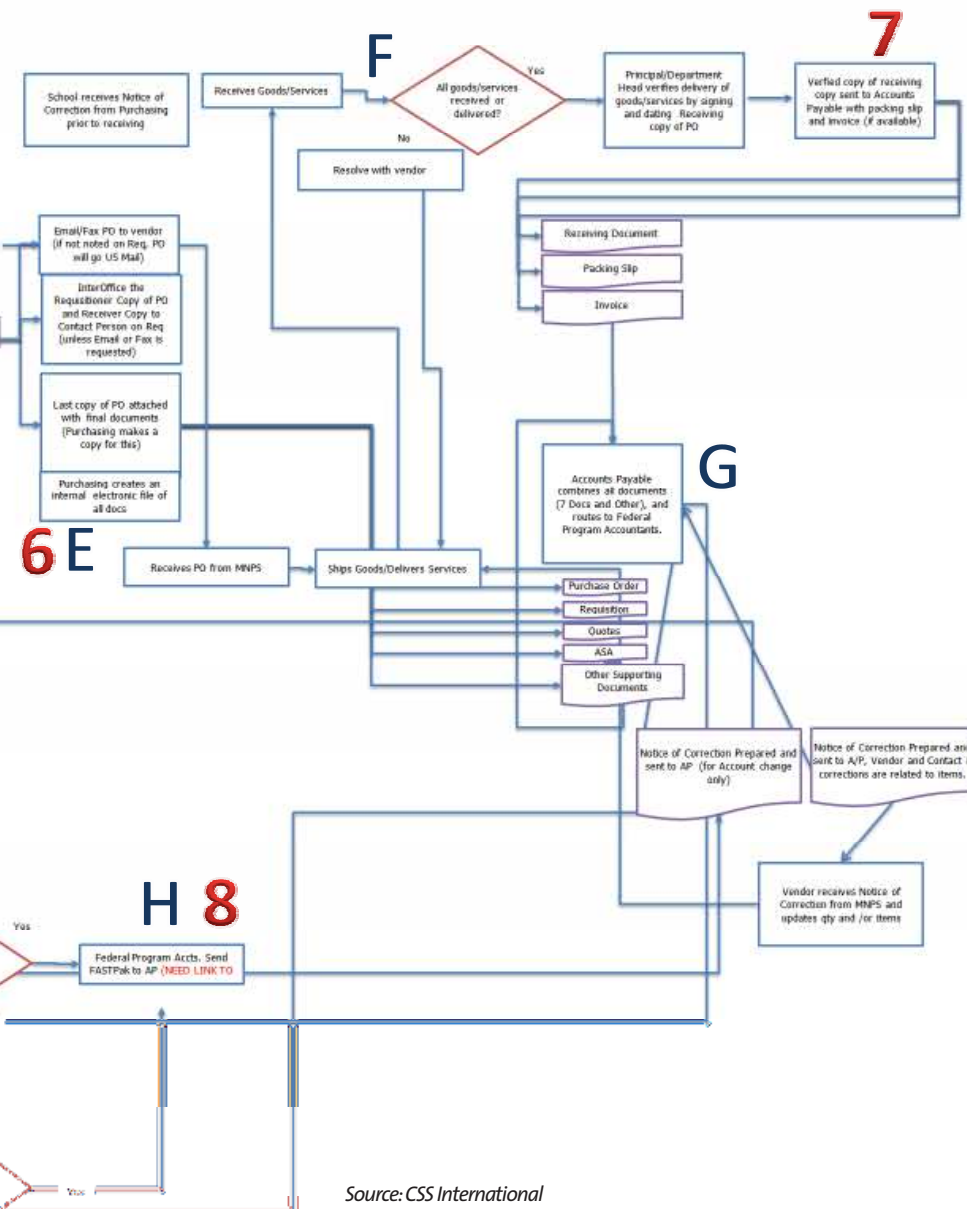 F
7
School receives Notice of
Correction from Purchasing
prior to receiving
Receives Goods/Services
All goods/services
received or
delivered?
Yes
No
Principal/Department
Head verifies delivery of
goods/services by signing
and dating Receiving
copy of PO
Verfied copy of receiving
copy sent to Accounts
Payable with packing slip
and invoice (if available)
Resolve with vendor
Email/Fax PO to vendor
(if not noted on Req, PO
will go US Mail)
InterOffice the
Requisitioner Copy of PO
and Receiver Copy to
Contact Person on Req
(unless Email or Fax is
requested)
Last copy of PO attached
with final documents
(Purchasing makes a
copy for this)
Purchasing creates an
internal electronic file of
all docs
6 E
Receiving Document
Packing Slip
Invoice
G
Accounts Payable
combines all documents
(7 Docs and Other), and
routes to Federal
Program Accountants.
Receives PO from MNPS
Ships Goods/Delivers Services
Purchase Order
Requisition
Quotes
ASA
Other Supporting
Documents
Notice of Correction Prepared and
sent to AP (for Account change
only)
Notice of Correction Prepared and
sent to A/P, Vendor and Contact
corrections are related to items.
Vendor receives Notice of
Correction from MNPS and
updates qty and /or items
H 8
Yes
Federal Program Accts. Send
FASTPak to AP (NEED LINK TO
Yes
Source: CSS International